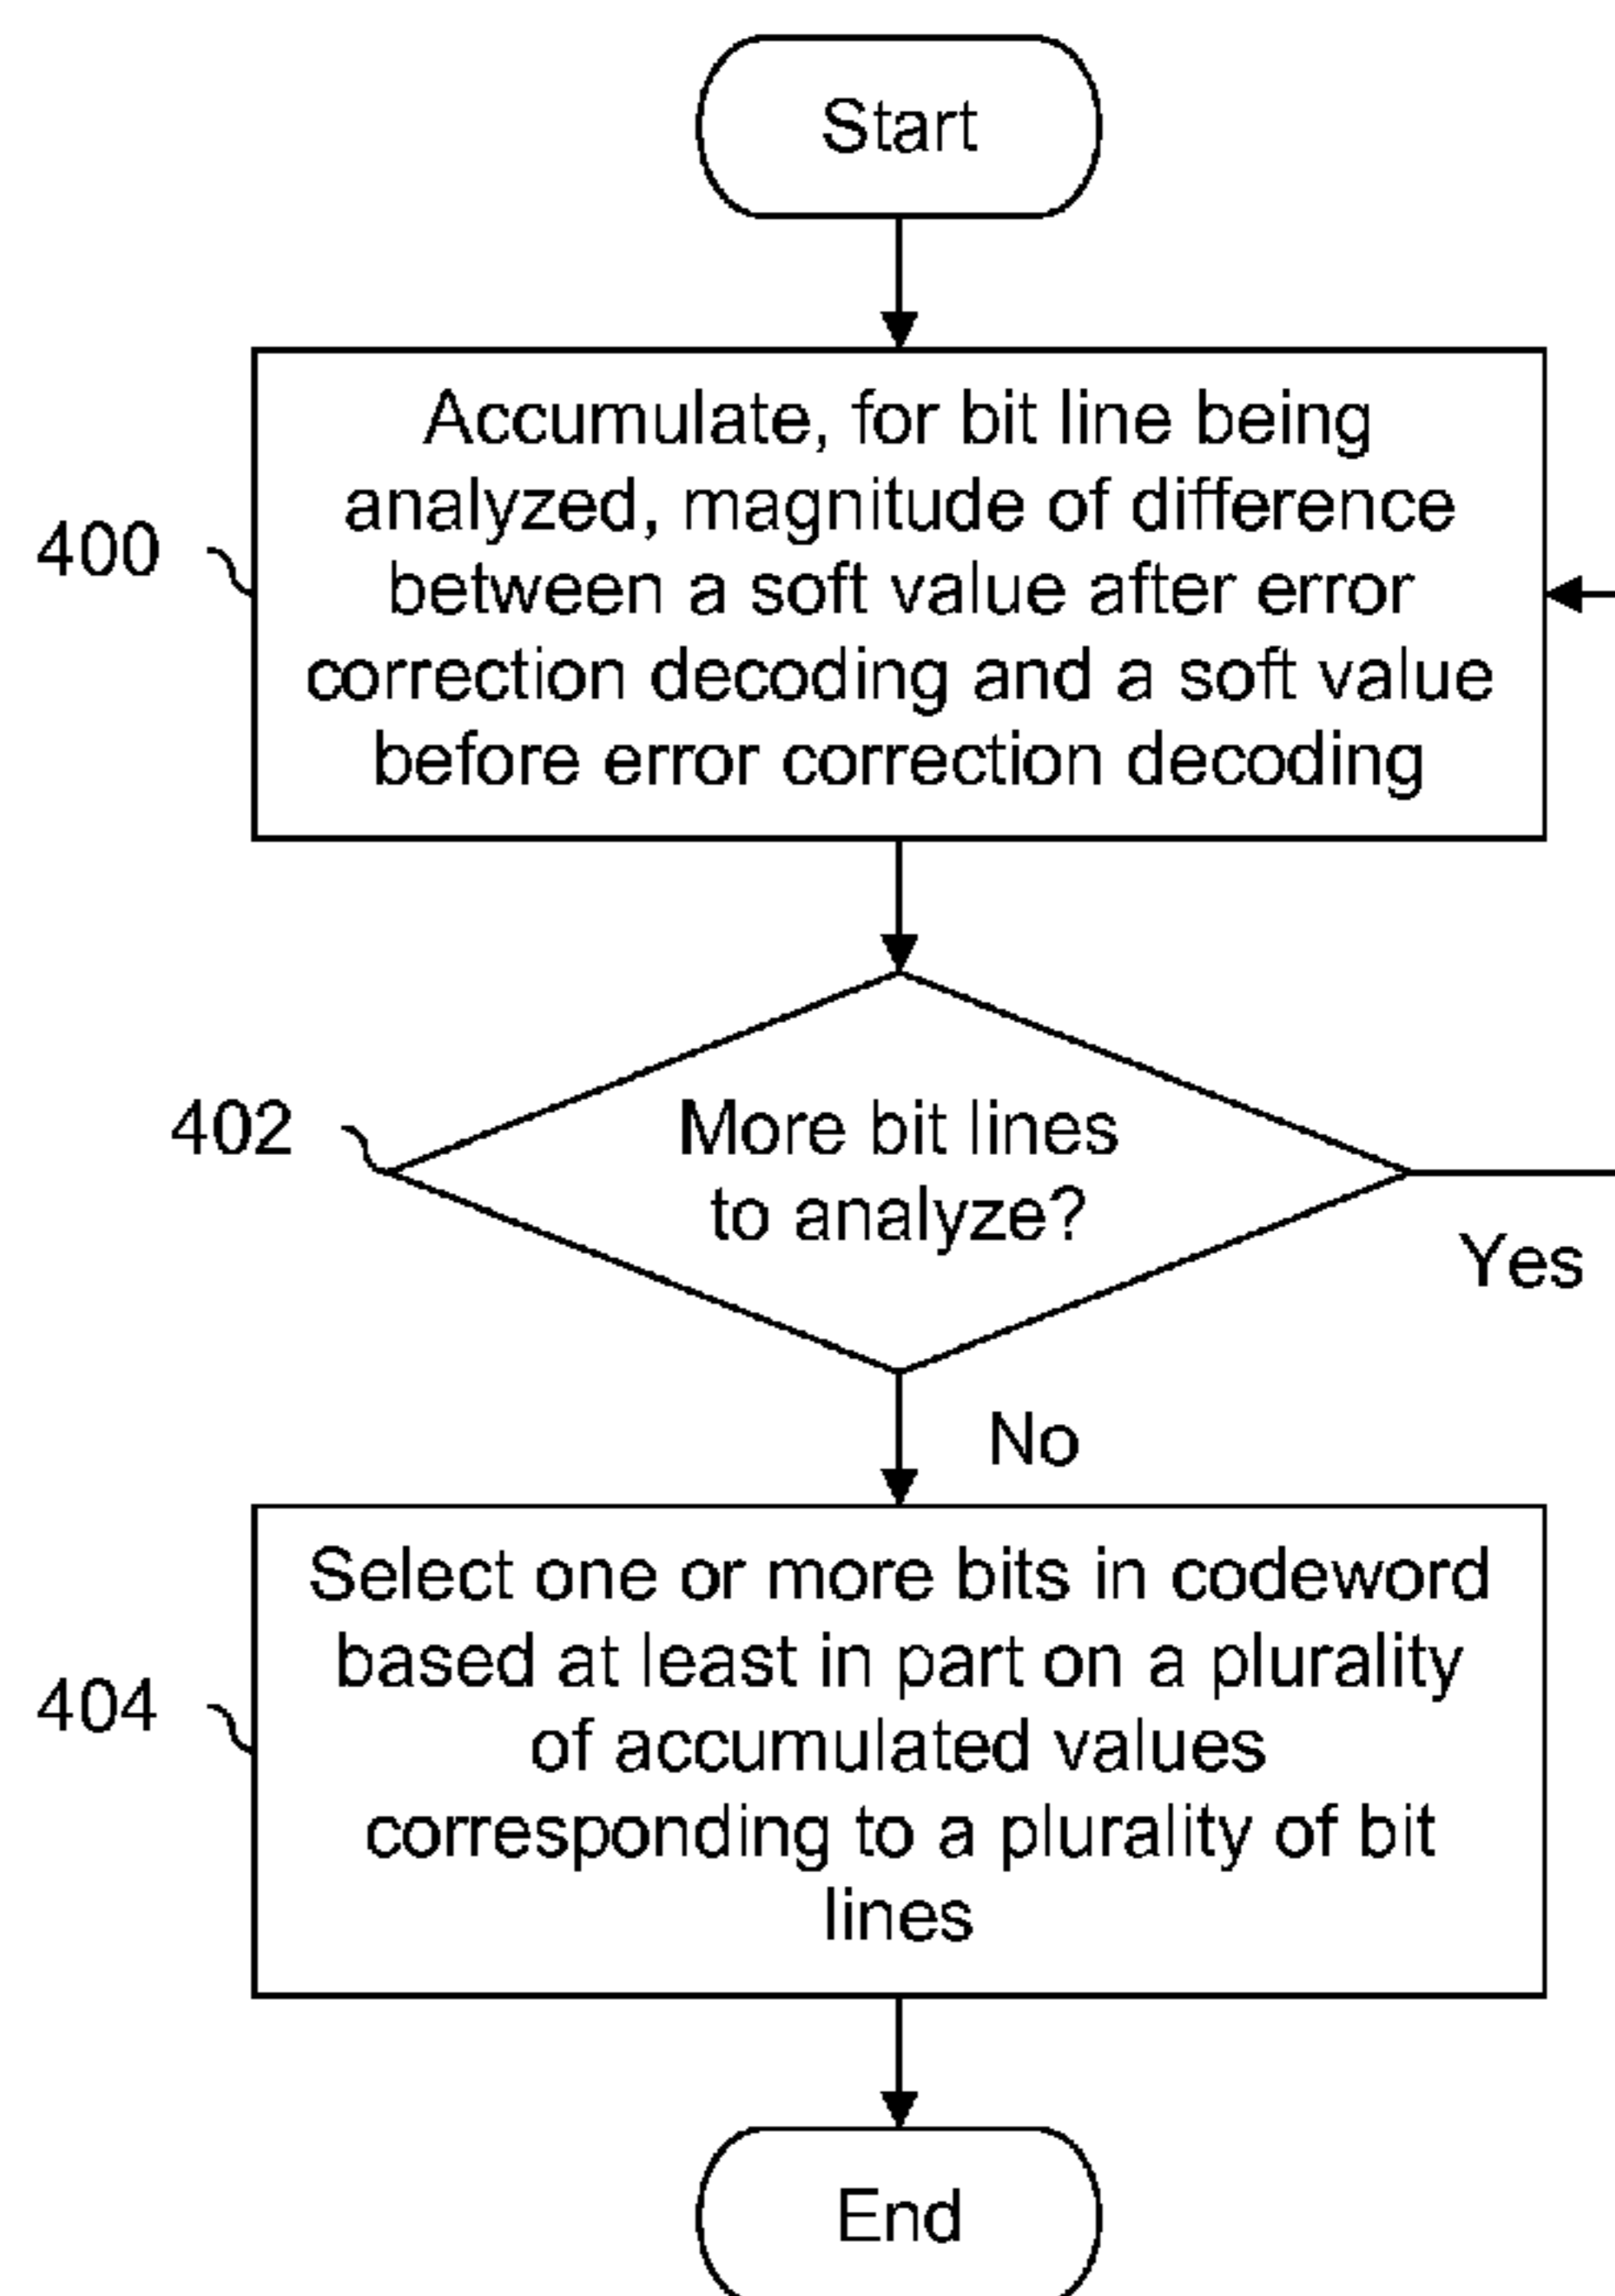 Start
400
Accumulate, for bit line being
analyzed, magnitude of difference
between a soft value after error
correction decoding and a soft value
before error correction decoding
402
More bit lines
to analyze?
Yes
No
404
Select one or more bits in codeword
based at least in part on a plurality
of accumulated values
corresponding to a plurality of bit
lines
End